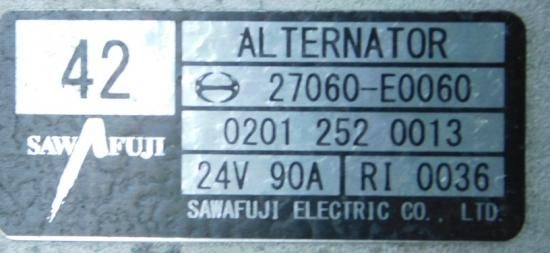 42
SAWAFUJI
ALTERNATOR
27060-E0060
0201 252 0013
24V 90A RI 0036
SAWAFUJI ELECTRIC CO., LTD.